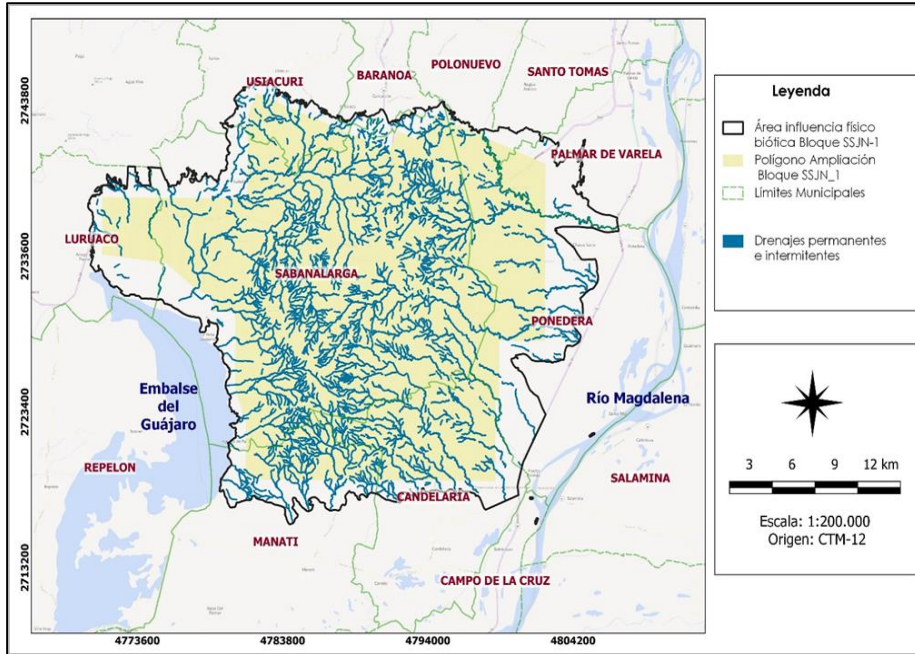 POLONUEVO
BARANOA
SANTO TOMAS
USIACURI
PALMAR DE VARELA
LURUACO
SABANALARGA
PONEDERA
Embalse
del
Guájaro
Río Magdalena
REPELON
SALAMINA
CANDELARIA
MANATI
CAMPO DE LA CRUZ
2743800
2733600
2723400
2713200
4773600
4783800
4794000
4804200
Leyenda
Área influencia físico
biótica Bloque SSJN-1
Polígono Ampliación
Bloque SSJN_1
Límites Municipales
Drenajes permanentes
e intermitentes
3 6 9 12 km
Escala: 1:200.000
Origen: CTM-12